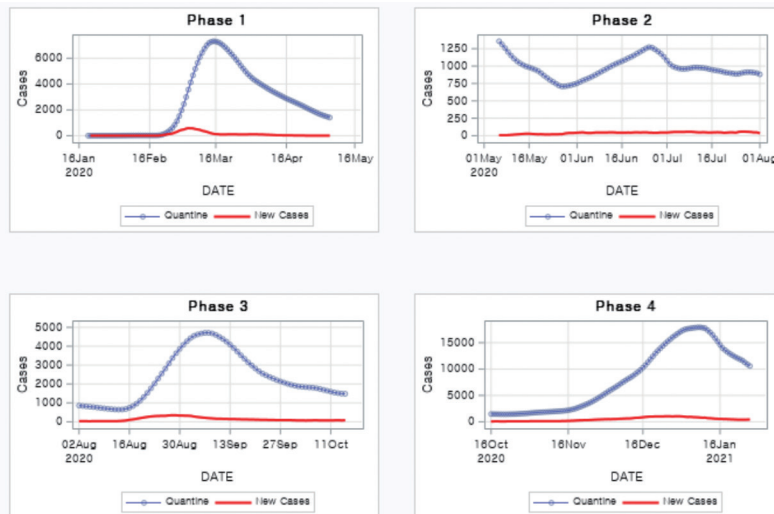 Phase 1
Cases
6000
4000
2000
0
16Jan
2020
16Feb
16Mar
16Apr
16May
DATE
Quantine
New Cases
Phase 2
Cases
1250
1000
750
500
250
0
01May
2020
16May
01Jun
16Jun
01Jul
16Jul
01Aug
DATE
Quantine
New Cases
Phase 3
Cases
5000
4000
3000
2000
1000
0
02Aug
2020
16Aug
30Aug
13Sep
27Sep
11Oct
DATE
Quantine
New Cases
Phase 4
Cases
15000
10000
5000
0
16Oct
2020
16Nov
16Dec
16Jan
2021
DATE
Quantine
New Cases